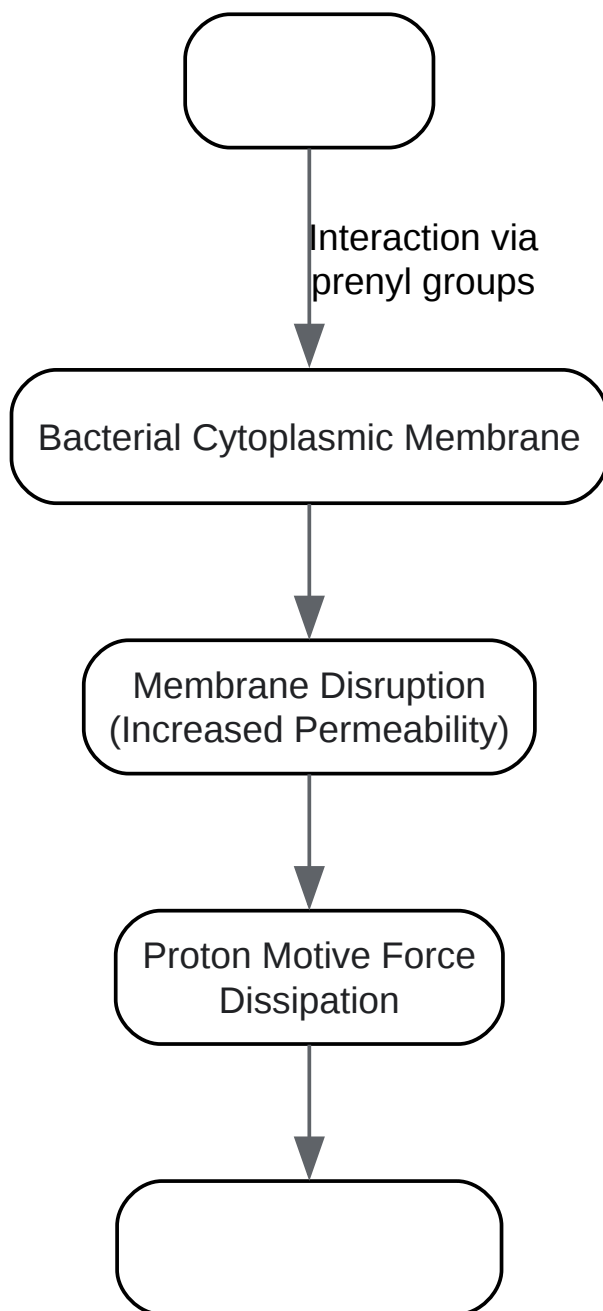 Interaction via
prenyl groups
Bacterial Cytoplasmic Membrane
Membrane Disruption
(Increased Permeability)
Proton Motive Force
Dissipation